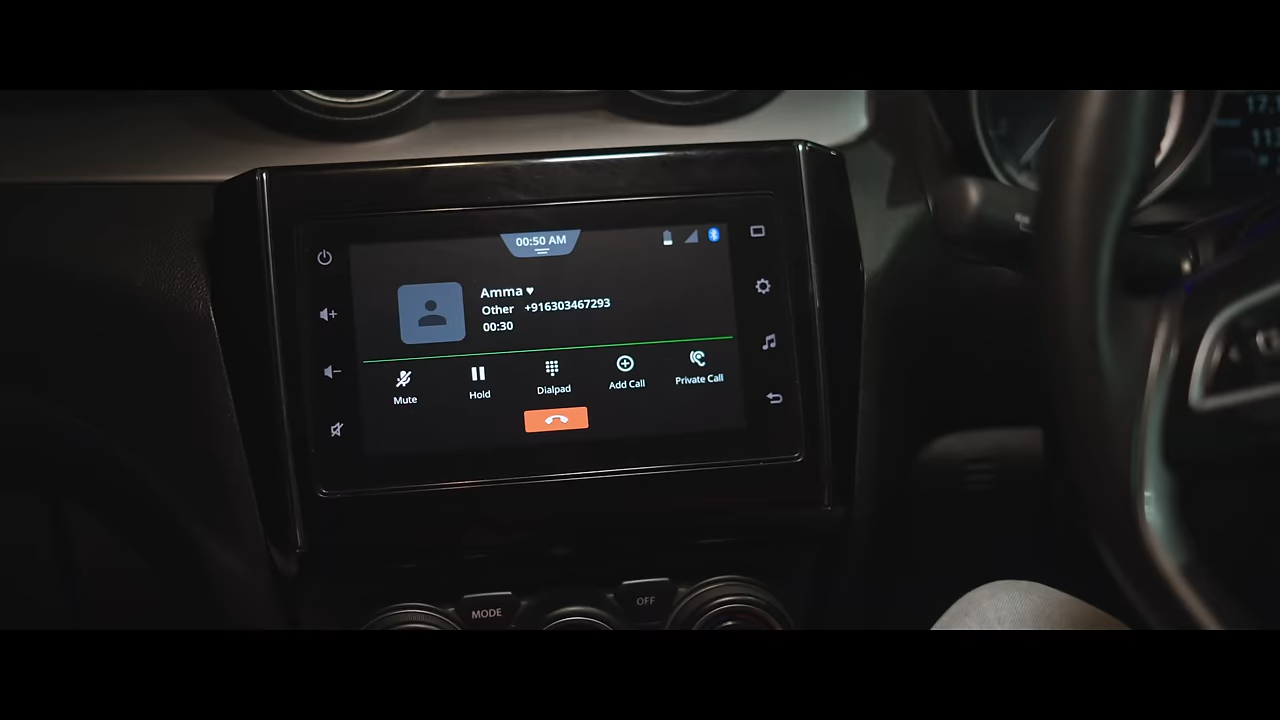 00:50 AM
Amma ♥
Other +916303467293
00:30
Mute
Hold
Dialpad
Add Call
Private Call
MODE
OFF